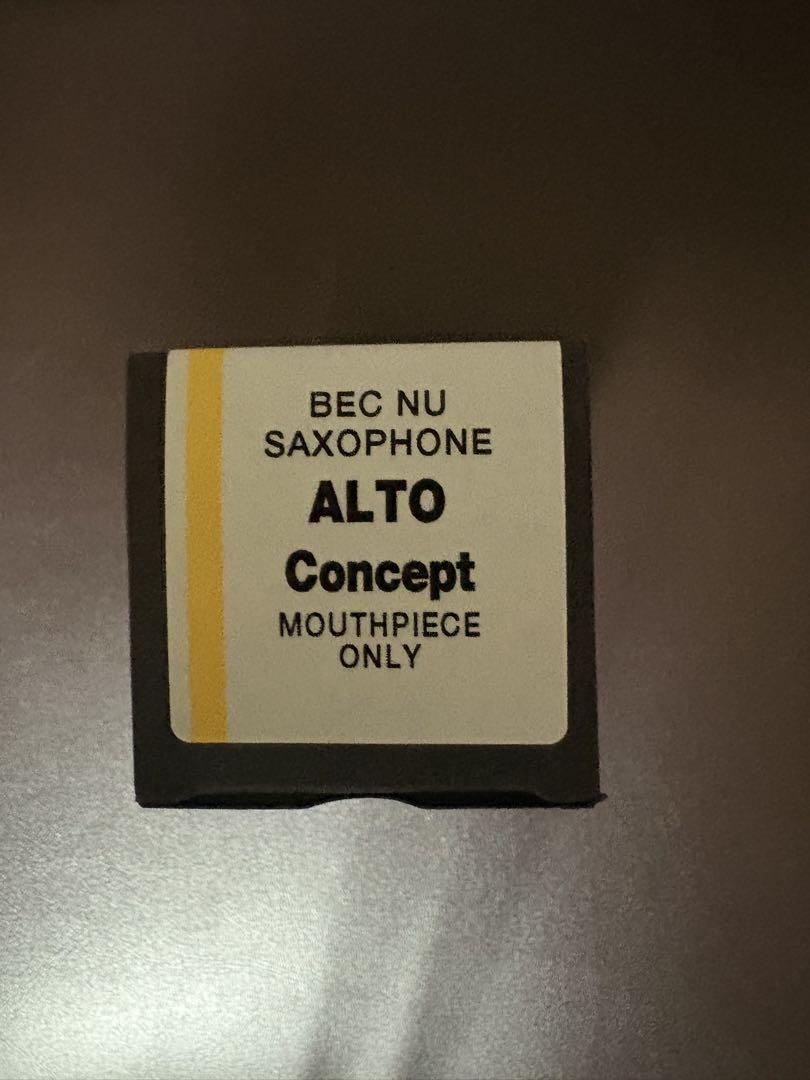 BEC NU
SAXOPHONE
ALTO
Concept
MOUTHPIECE
ONLY